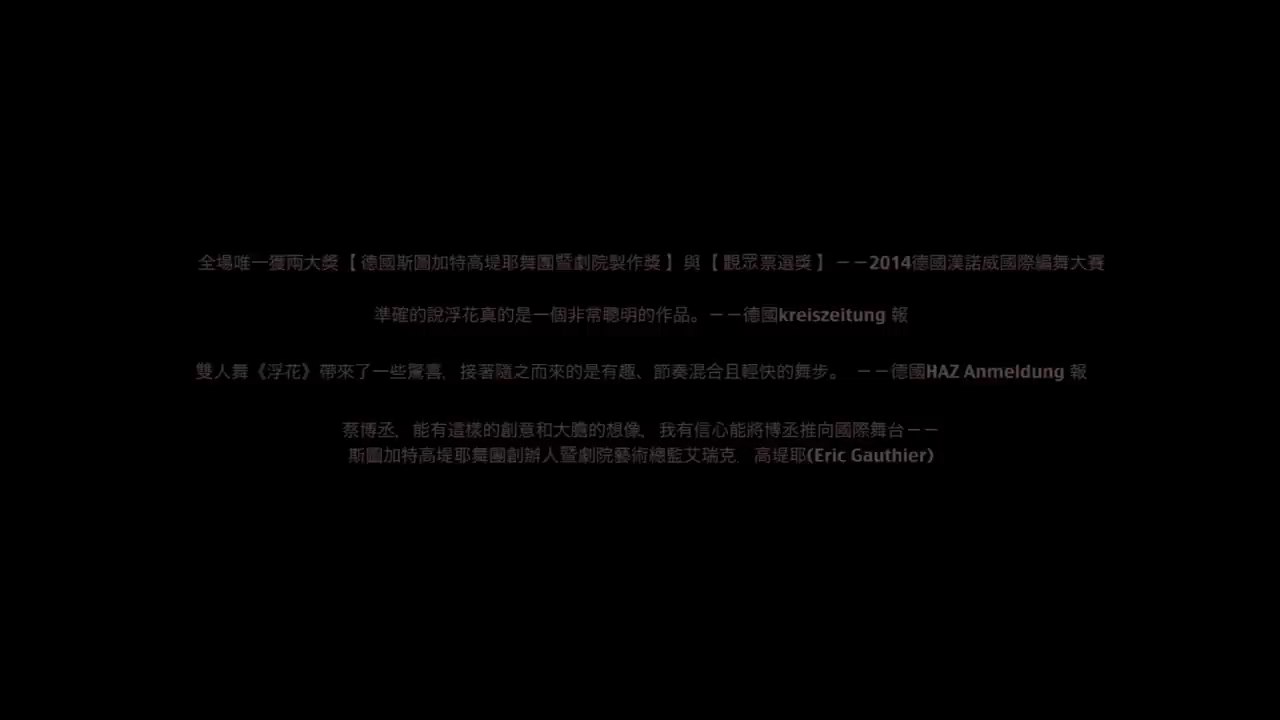 全場唯一獲兩大獎【德國斯圖加特高堤耶舞團暨劇院製作獎】與【觀眾票選獎】－－2014德國漢諾威國際編舞大賽
準確的說浮花真的是一個非常聰明的作品。－－德國kreiszeitung 報
雙人舞《浮花》帶來了一些驚喜，接著隨之而來的是有趣、節奏混合且輕快的舞步。 －－德國HAZ Anmeldung 報
蔡博丞，能有這樣的創意和大膽的想像，我有信心能將博丞推向國際舞台－－
斯圖加特高堤耶舞團創辦人暨劇院藝術總監艾瑞克．高堤耶(Eric Gauthier)